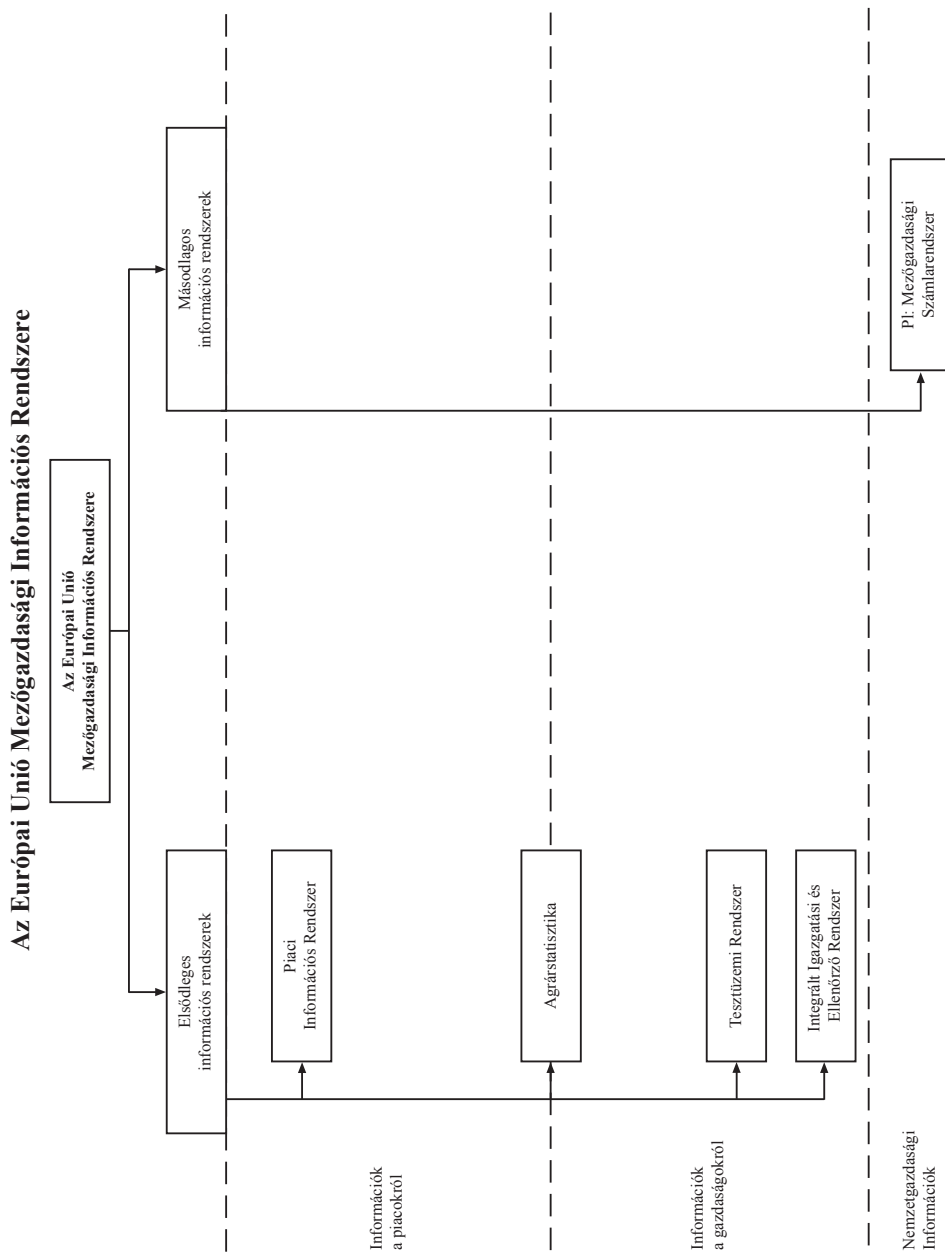 Az Európai Unió Mezőgazdasági Információs Rendszere
Az Európai Unió
Mezőgazdasági Információs Rendszere
Elsődleges
információs rendszerek
Másodlagos
információs rendszerek
Információk
a piacokról
Piaci
Információs Rendszer
Agrárstatisztika
Információk
a gazdaságokról
Tesztüzemi Rendszer
Integrált Igazgatási és
Ellenőrző Rendszer
Nemzetgazdasági
Információk
Pl: Mezőgazdasági
Számlarendszer